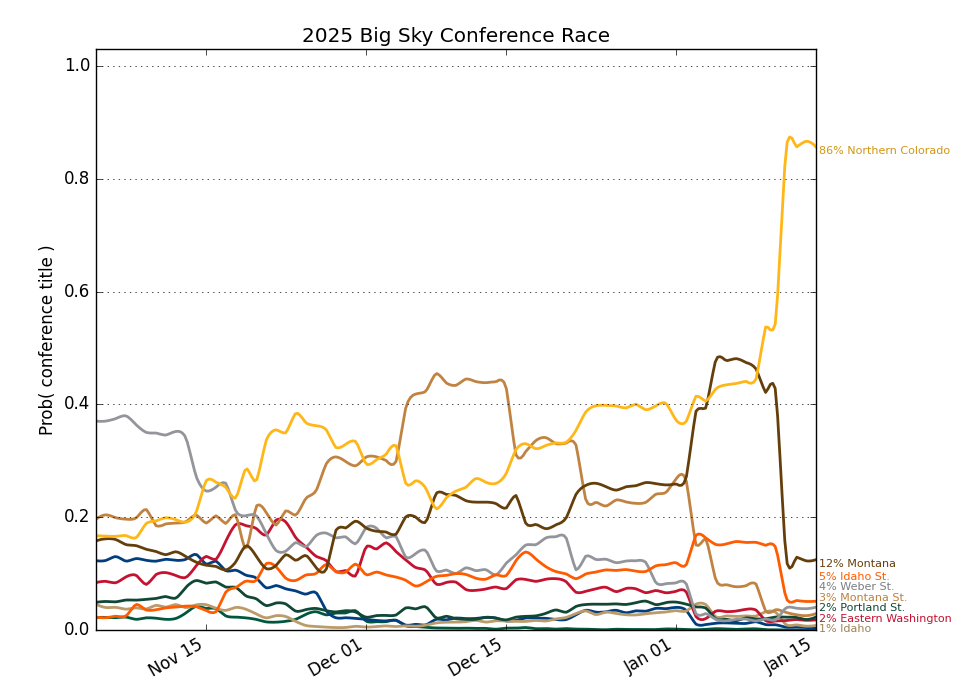 2025 Big Sky Conference Race
Prob( conference title )
1.0
0.8
0.6
0.4
0.2
0.0
Nov 15
Dec 01
Dec 15
Jan 01
Jan 15
86% Northern Colorado
12% Montana
5% Idaho St.
4% Weber St.
3% Montana St.
2% Portland St.
2% Eastern Washington
1% Idaho